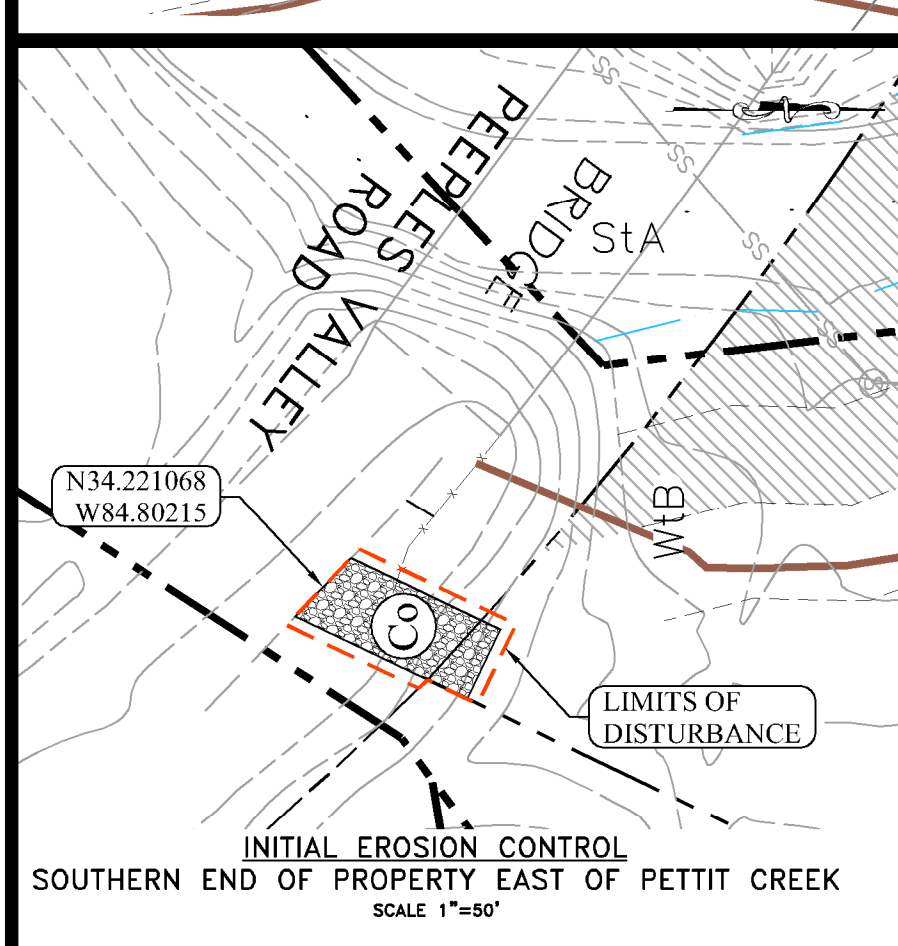 SS
SS
SS
SS
PEEPLES VALLEY
ROAD
BRIDGE
StA
WtB
N34.221068
W84.80215
Co
LIMITS OF
DISTURBANCE
INITIAL EROSION CONTROL
SOUTHERN END OF PROPERTY EAST OF PETTIT CREEK
SCALE 1"=50'